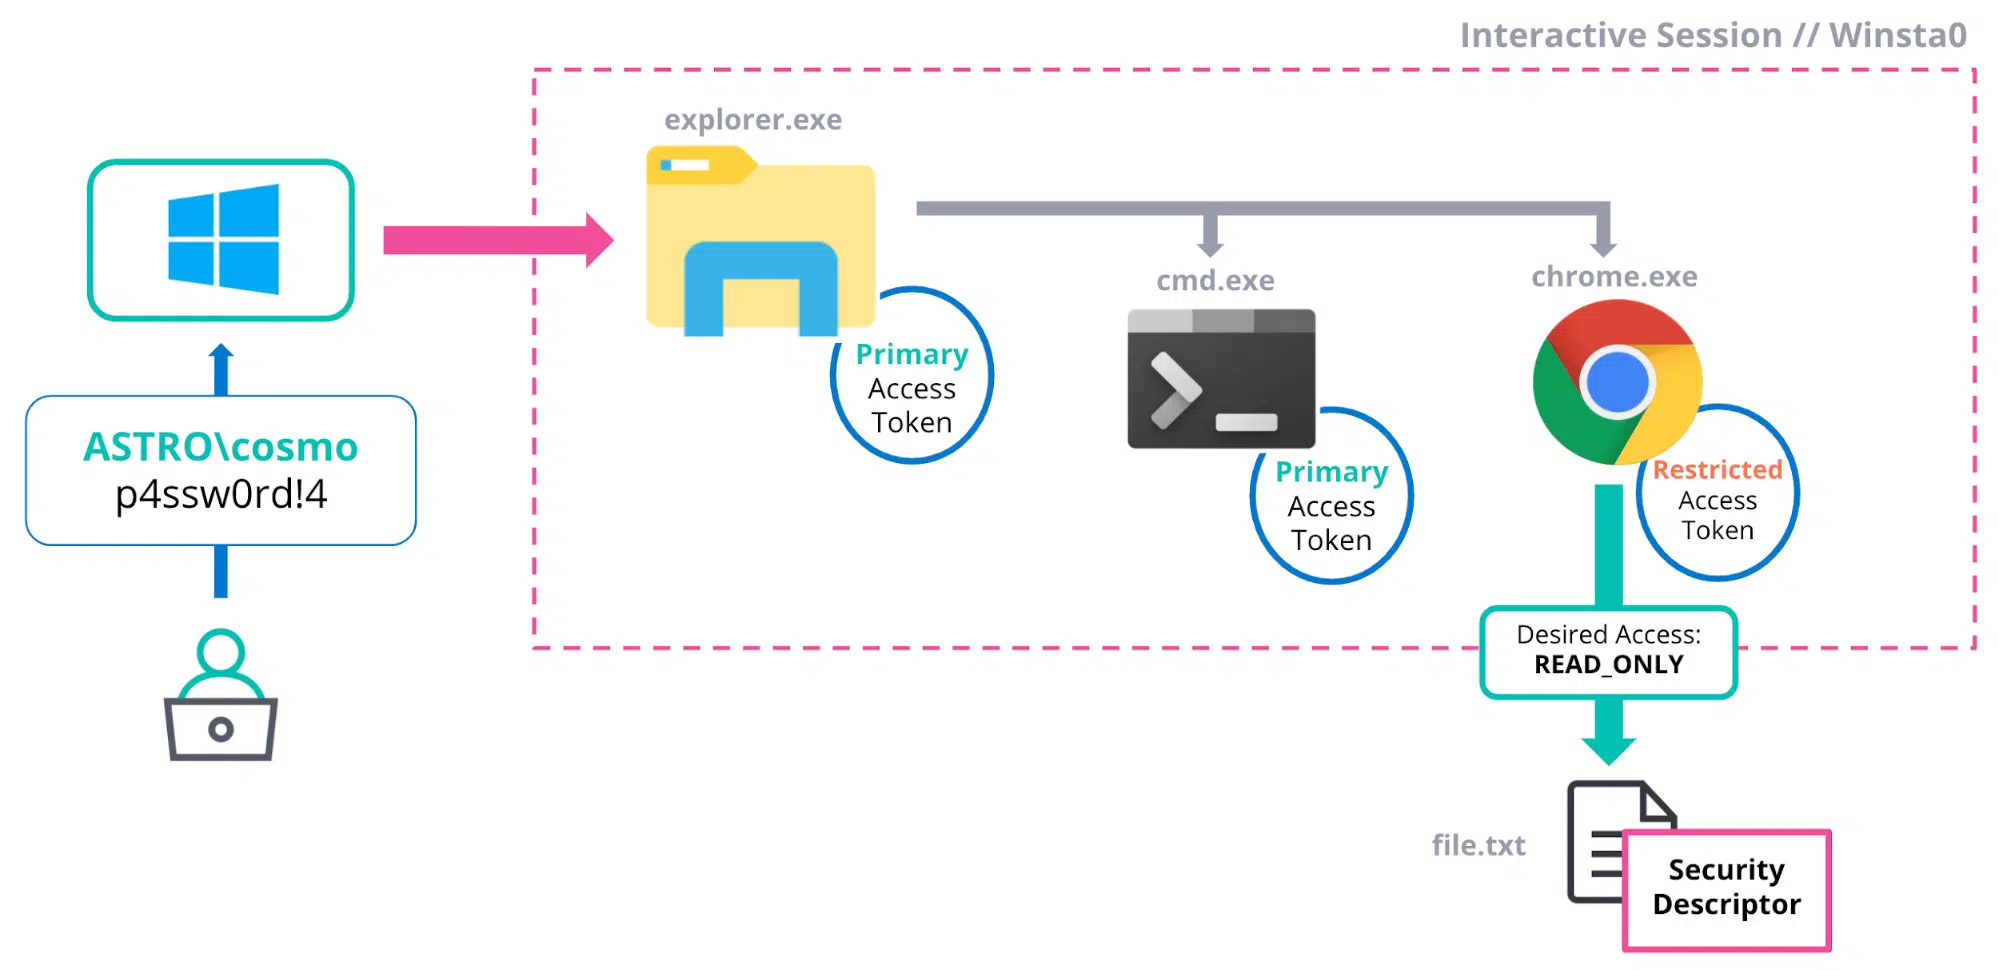 Interactive Session // Winsta0
explorer.exe
cmd.exe
chrome.exe
Primary
Access
Token
ASTRO\cosmo
p4ssw0rd!4
Primary
Access
Token
Restricted
Access
Token
Desired Access:
READ_ONLY
file.txt
Security
Descriptor